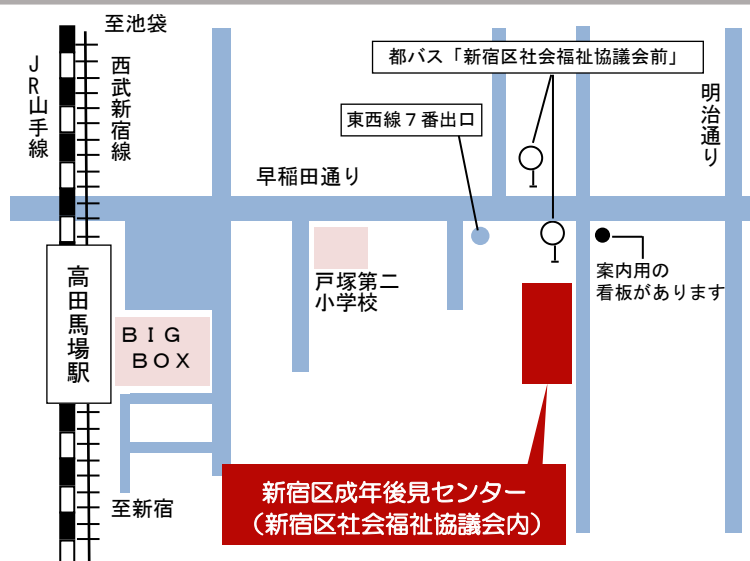 至池袋
都バス「新宿区社会福祉協議会前」
JR山手線
西武新宿線
明治通り
東西線７番出口
早稲田通り
戸塚第二
小学校
案内用の
看板があります
高田馬場駅
ＢＩＧ
ＢＯＸ
至新宿
新宿区成年後見センター
（新宿区社会福祉協議会内）